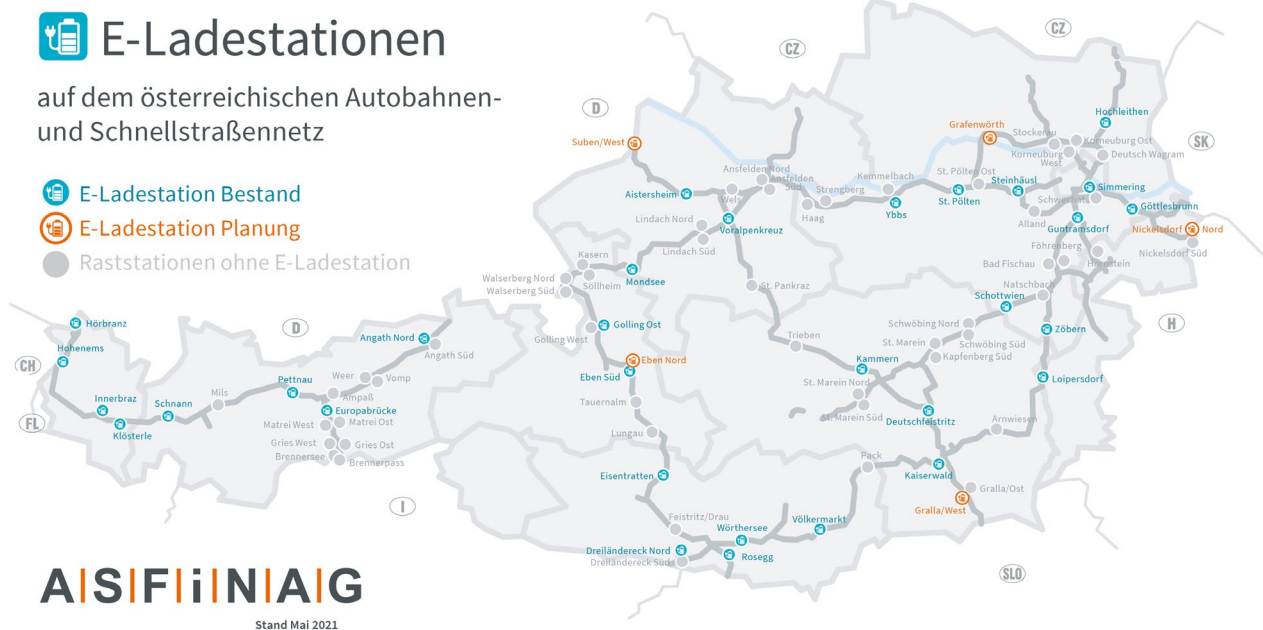 E-Ladestationen
auf dem österreichischen Autobahnen-
und Schnellstraßennetz
E-Ladestation Bestand
E-Ladestation Planung
Raststationen ohne E-Ladestation
CZ
CZ
D
SK
D
CH
FL
I
H
SLO
Hörbranz
Hohenems
Innerbraz
Klösterle
Schnann
Mils
Pettnau
Weer
Vomp
Ampaß
Angath Nord
Angath Süd
Europabrücke
Matrei West
Matrei Ost
Gries West
Gries Ost
Brennersee
Brennerpass
Suben/West
Aistersheim
Wels
Ansfelden Nord
Ansfelden
Süd
Lindach Nord
Lindach Süd
Voralpenkreuz
Haag
Strengberg
Kemmelbach
Ybbs
St. Pölten Ost
St. Pölten
Steinhäusl
Grafenwörth
Stockerau
Korneuburg
West
Korneuburg Ost
Deutsch Wagram
Hochleithen
Simmering
Schwechat
Göttlesbrunn
Nickelsdorf Nord
Nickelsdorf Süd
Alland
Guntramsdorf
Föhrenberg
Bad Fischau
Hornstein
Natschbach
Schottwien
Zöbern
Loipersdorf
Kasern
Walserberg Nord
Walserberg Süd
Söllheim
Mondsee
Golling Ost
Golling West
Eben Nord
Eben Süd
Tauernalm
Lungau
Eisentratten
Feistritz/Drau
Dreiländereck Nord
Dreiländereck Süd
Wörthersee
Rosegg
Völkermarkt
Pack
Kaiserwald
Gralla/Ost
Gralla/West
Arnwiesen
Deutschfeistritz
St. Pankraz
Trieben
Kammern
St. Marein Nord
St. Marein Süd
Schwöbing Nord
Schwöbing Süd
St. Marein
Kapfenberg Süd
A|S|F|i|N|A|G
Stand Mai 2021